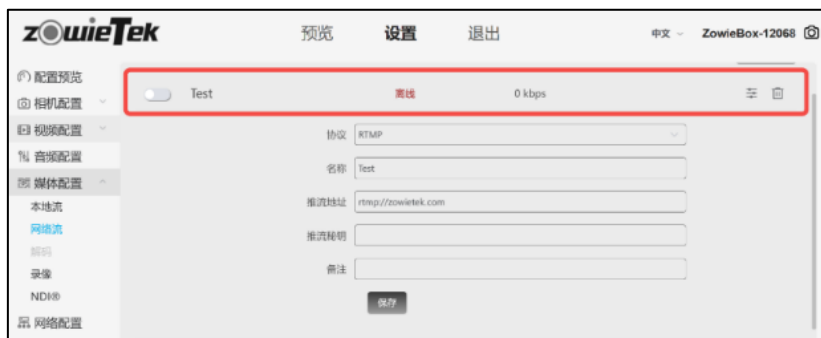 zowieTek 预览 设置 退出 中文 ZowieBox-12068
配置预览
相机配置
视频配置
音频配置
媒体配置
本地流
网络流
解码
录像
NDI®
网络配置
Test 离线 0 kbps
协议 RTMP
名称 Test
推流地址 rtmp://zowietek.com
推流秘钥
备注
保存